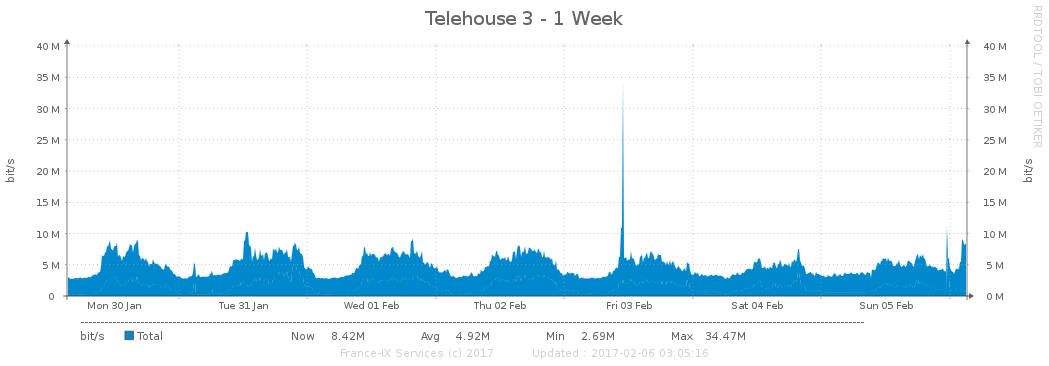 Telehouse 3 - 1 Week
RRDTOOL / TOBI OETIKER
40 M 40 M
35 M 35 M
30 M 30 M
25 M 25 M
20 M 20 M
15 M 15 M
10 M 10 M
5 M 5 M
0 0 M
bit/s bit/s
Mon 30 Jan Tue 31 Jan Wed 01 Feb Thu 02 Feb Fri 03 Feb Sat 04 Feb Sun 05 Feb
bit/s Total Now 8.42M Avg 4.92M Min 2.69M Max 34.47M
France-IX Services (c) 2017 Updated : 2017-02-06 03:05:16